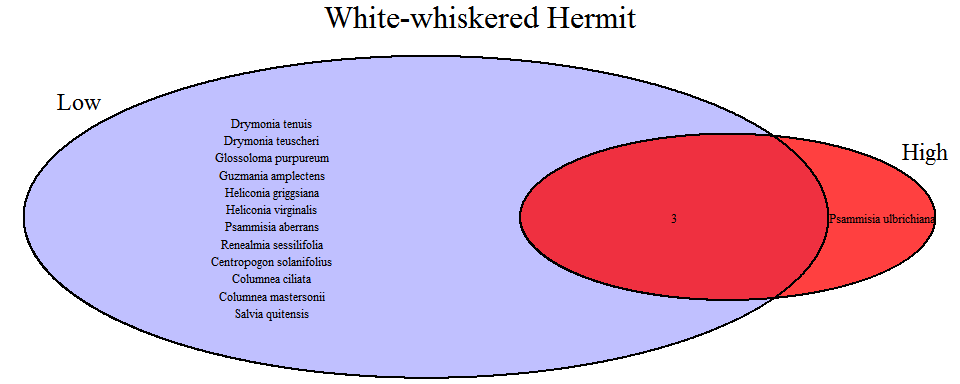 White-whiskered Hermit
Low
High
Drymonia tenuis
Drymonia teuscheri
Glossoloma purpureum
Guzmania amplectens
Heliconia griggsiana
Heliconia virginalis
Psammisia aberrans
Renealmia sessilifolia
Centropogon solanifolius
Columnea ciliata
Columnea mastersonii
Salvia quitensis
3
Psammisia ulbrichiana